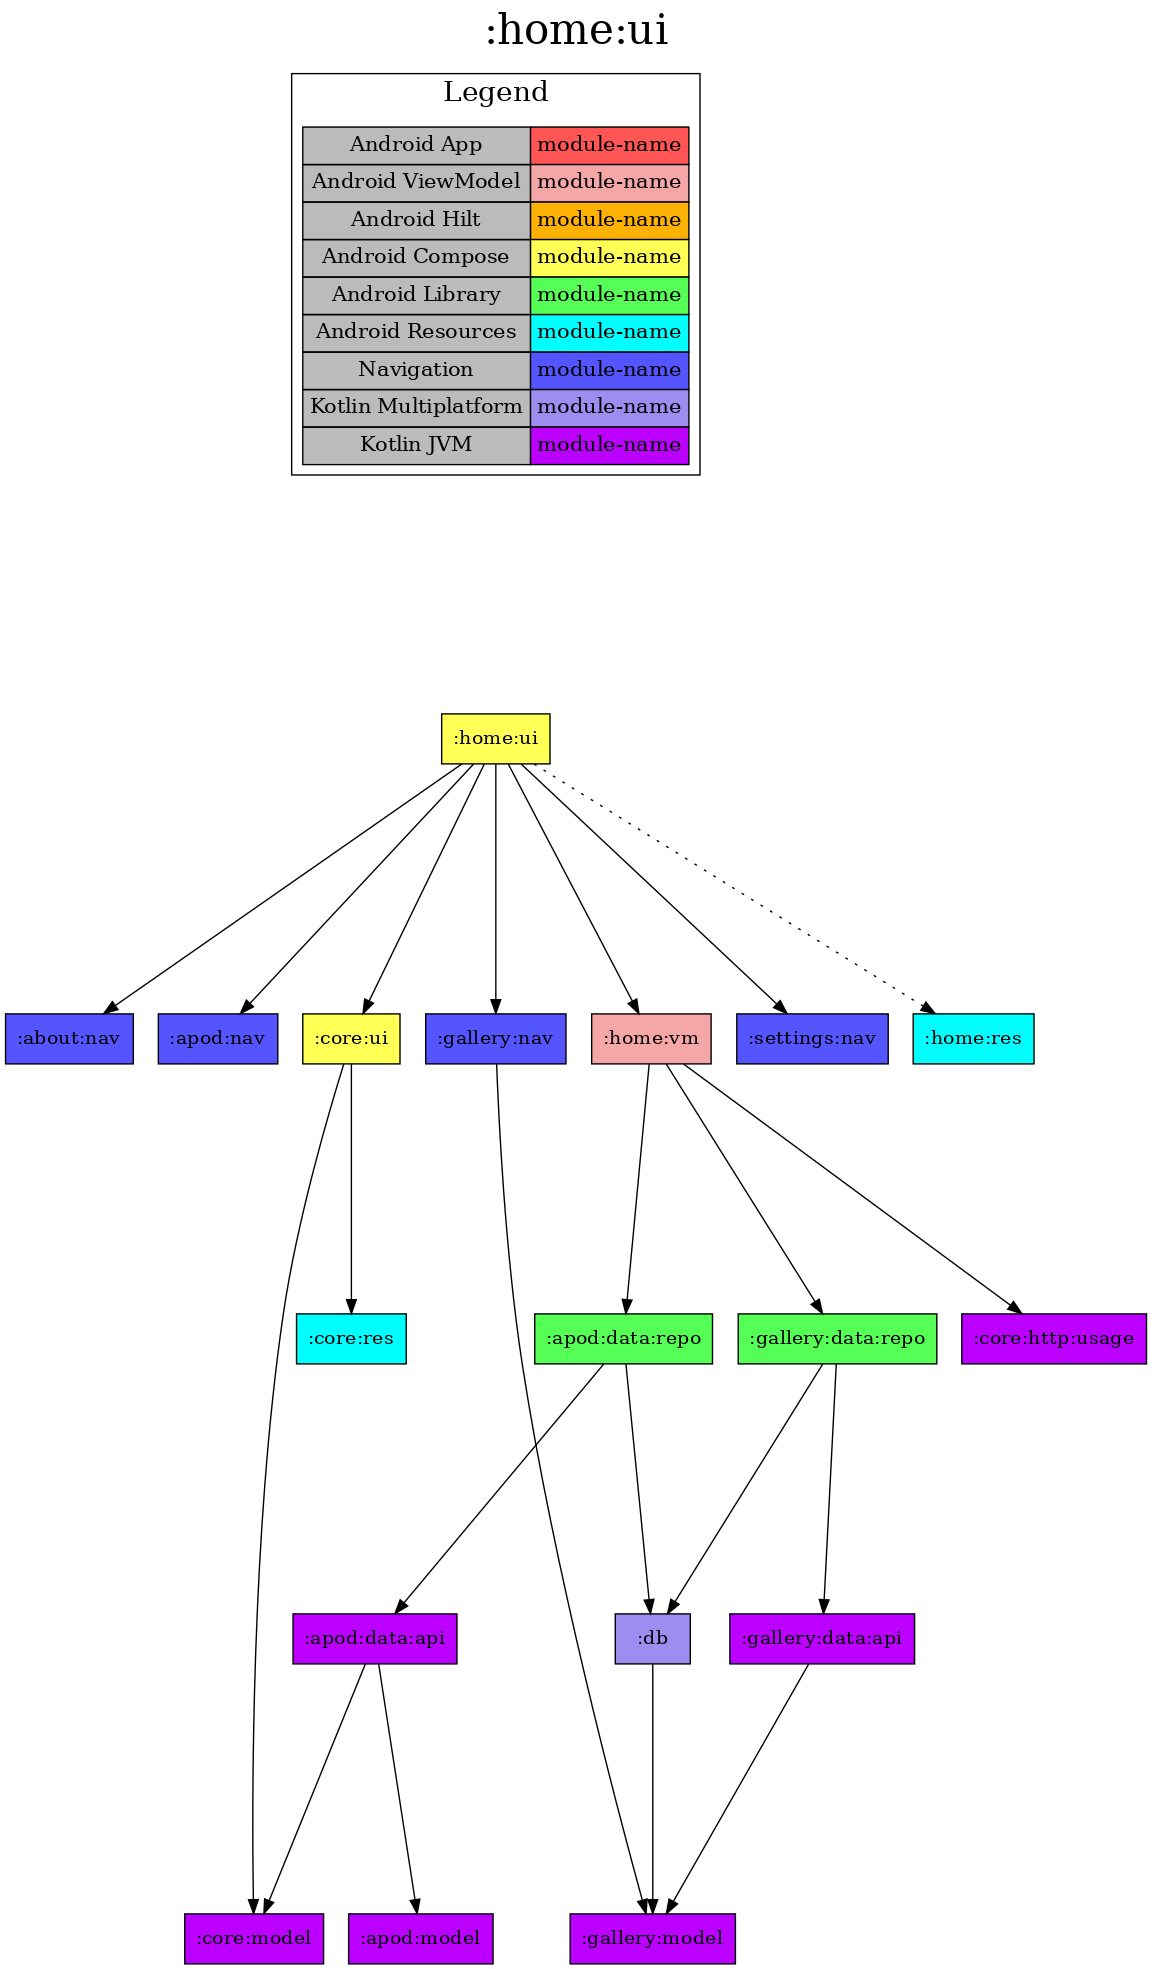 :home:ui
Legend
Android App module-name
Android ViewModel module-name
Android Hilt module-name
Android Compose module-name
Android Library module-name
Android Resources module-name
Navigation module-name
Kotlin Multiplatform module-name
Kotlin JVM module-name
:home:ui
:about:nav :apod:nav :core:ui :gallery:nav :home:vm :settings:nav :home:res
:core:res :apod:data:repo :gallery:data:repo :core:http:usage
:apod:data:api :db :gallery:data:api
:core:model :apod:model :gallery:model